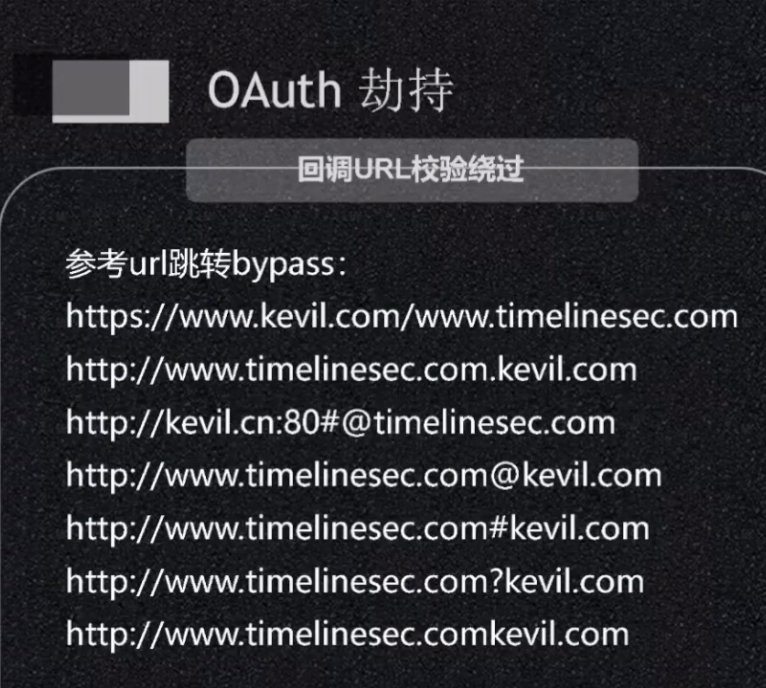 OAuth 劫持
回调URL校验绕过
参考url跳转bypass：
https://www.kevil.com/www.timelinesec.com
http://www.timelinesec.com.kevil.com
http://kevil.cn:80#@timelinesec.com
http://www.timelinesec.com@kevil.com
http://www.timelinesec.com#kevil.com
http://www.timelinesec.com?kevil.com
http://www.timelinesec.comkevil.com